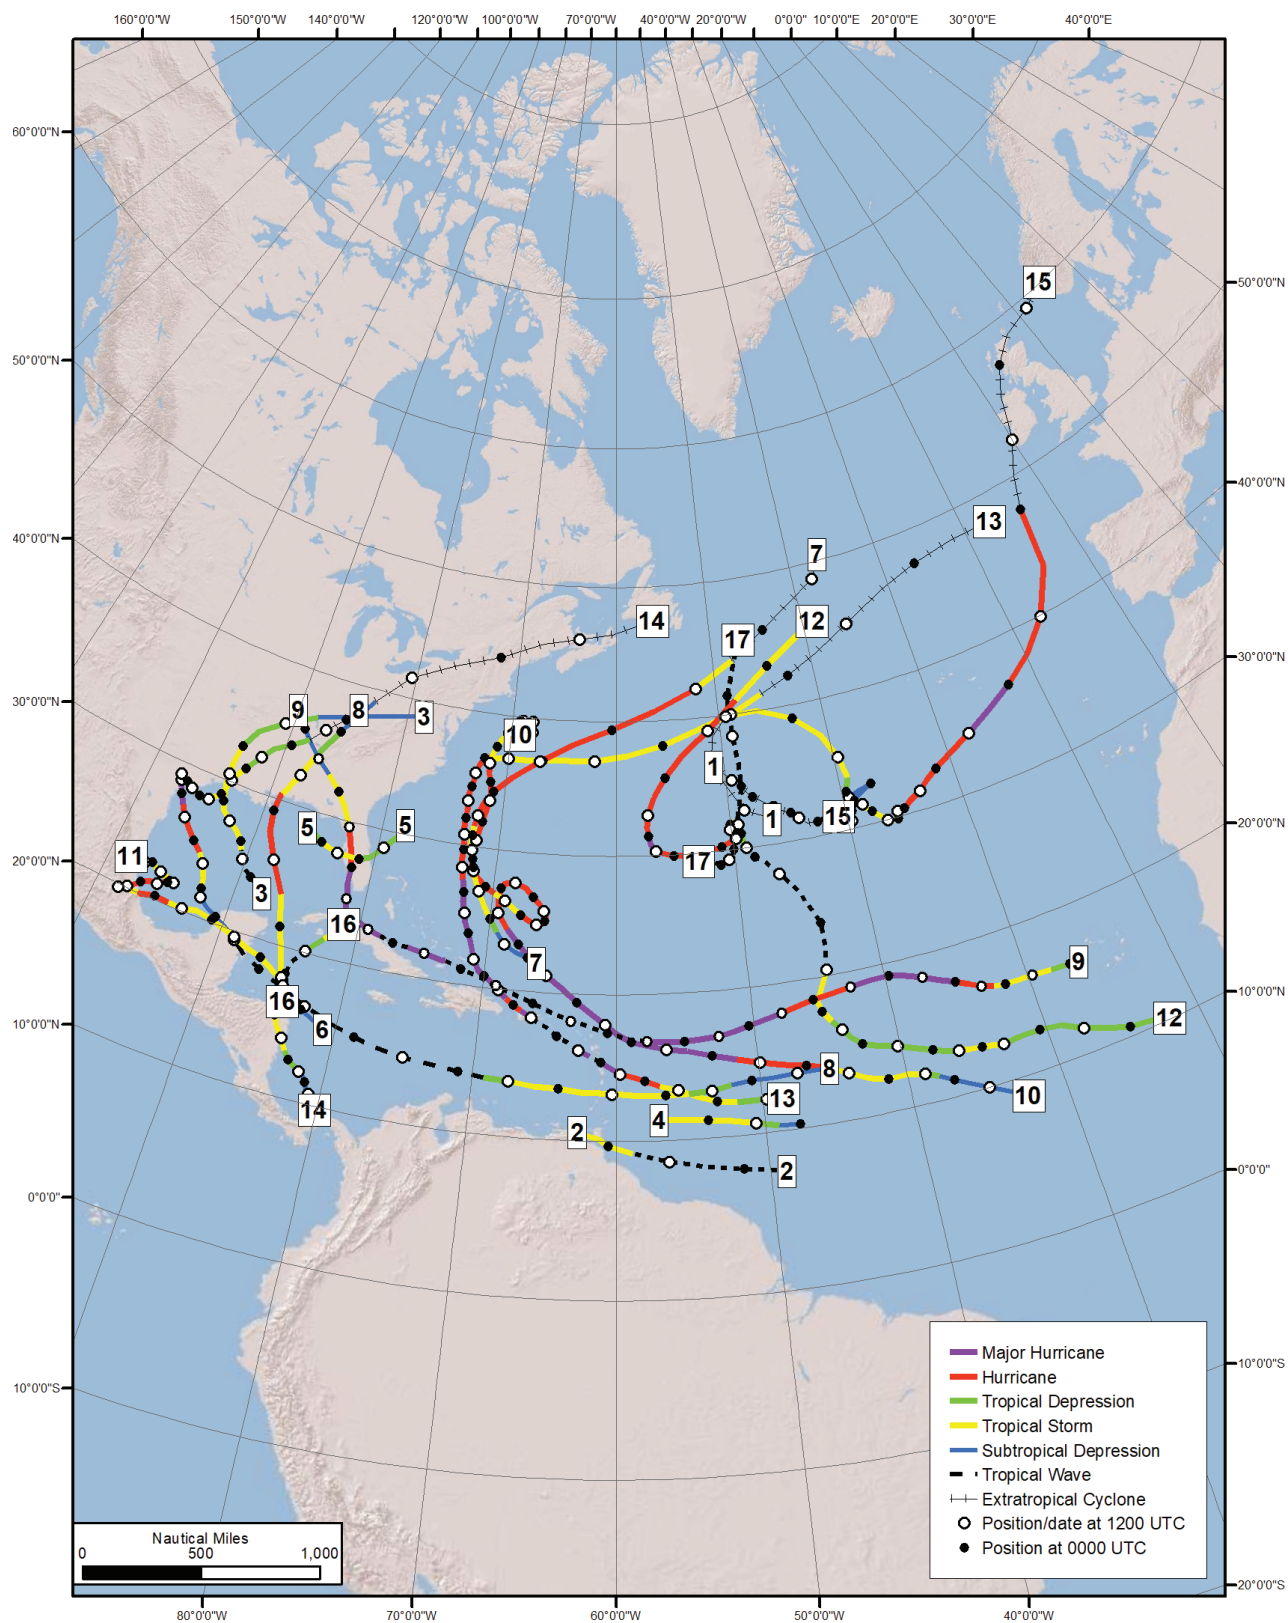 160°0'0"W 150°0'0"W 140°0'0"W 120°0'0"W 100°0'0"W 70°0'0"W 40°0'0"W 20°0'0"W 0°0'0" 10°0'0"E 20°0'0"E 30°0'0"E 40°0'0"E
60°0'0"N
15
50°0'0"N
50°0'0"N
40°0'0"N
13
40°0'0"N
7
14
17
12
30°0'0"N
30°0'0"N
9
8
3
10
1
1
15
20°0'0"N
5
5
11
17
20°0'0"N
3
16
7
9
16
6
10°0'0"N
12
10°0'0"N
8
13
10
14
4
2
2
0°0'0"
0°0'0"
10°0'0"S
10°0'0"S
Major Hurricane
Hurricane
Tropical Depression
Tropical Storm
Subtropical Depression
Tropical Wave
Extratropical Cyclone
Position/date at 1200 UTC
Position at 0000 UTC
Nautical Miles
0 500 1,000
20°0'0"S
80°0'0"W 70°0'0"W 60°0'0"W 50°0'0"W 40°0'0"W